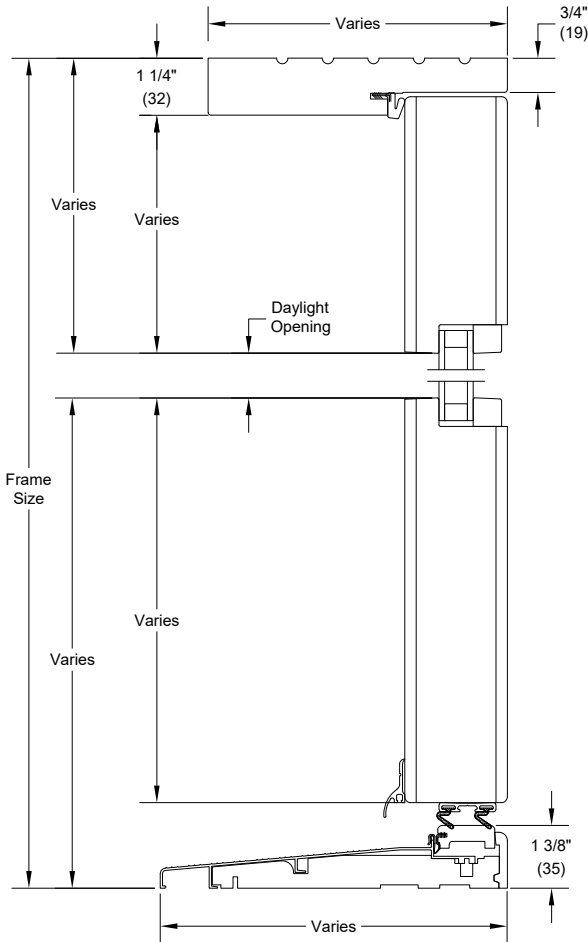 Varies
3/4"
(19)
1 1/4"
(32)
Varies
Varies
Daylight
Opening
Frame
Size
Varies
Varies
1 3/8"
(35)
Varies